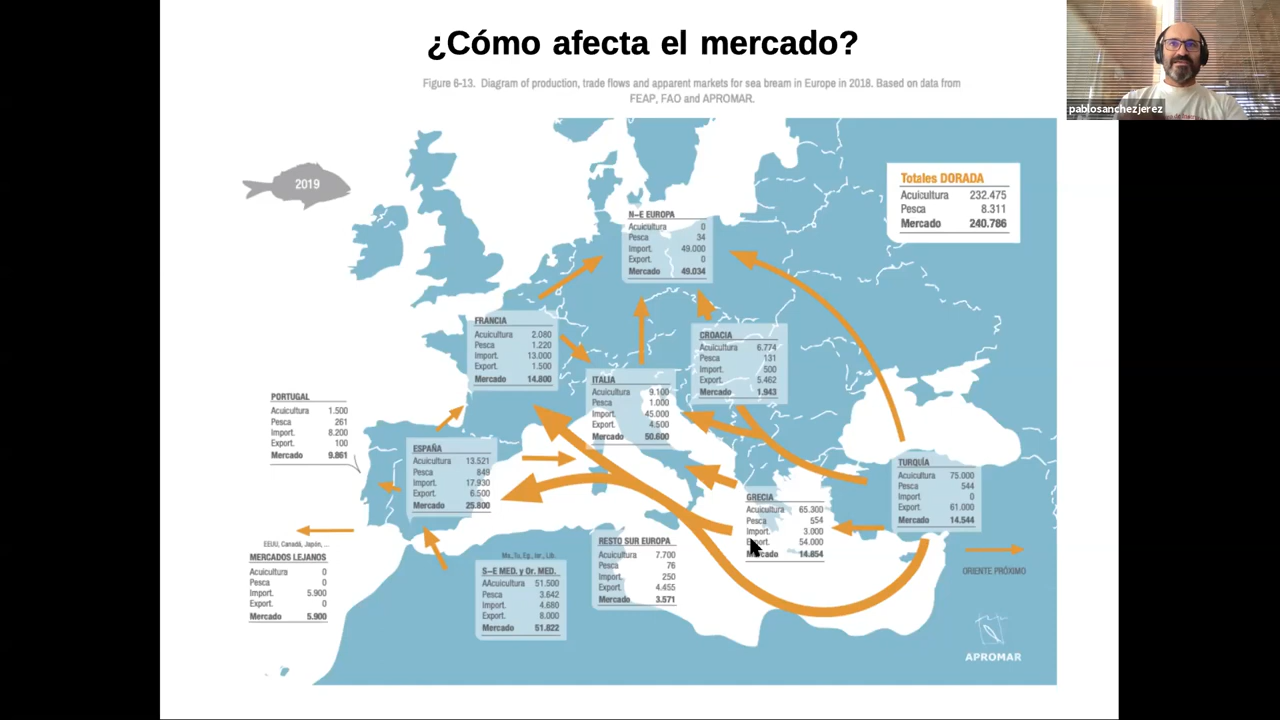 ¿Cómo afecta el mercado?
pablosanchezjerez
Figure 6-13. Diagram of production, trade flows and apparent markets for sea bream in Europe in 2018. Based on data from
FEAP, FAO and APROMAR.
2019
Totales DORADA
Acuicultura 232.475
Pesca 8.311
Mercado 240.786
N–E EUROPA
Acuicultura 0
Pesca 34
Import. 49.000
Export. 0
Mercado 49.034
FRANCIA
Acuicultura 2.080
Pesca 1.220
Import. 13.000
Export. 1.500
Mercado 14.800
CROACIA
Acuicultura 6.774
Pesca 131
Import. 500
Export. 5.462
Mercado 1.943
ITALIA
Acuicultura 9.100
Pesca 1.000
Import. 45.000
Export. 4.500
Mercado 50.600
PORTUGAL
Acuicultura 1.500
Pesca 261
Import. 8.200
Export. 100
Mercado 9.861
ESPAÑA
Acuicultura 13.521
Pesca 849
Import. 17.930
Export. 6.500
Mercado 25.800
TURQUÍA
Acuicultura 75.000
Pesca 544
Import. 0
Export. 61.000
Mercado 14.544
GRECIA
Acuicultura 65.300
Pesca 554
Import. 3.000
54.000
14.854
EEUU, Canadá, Japón, ...
MERCADOS LEJANOS
Acuicultura 0
Pesca 0
Import. 5.900
Export. 0
Mercado 5.900
S–E MED. y Or. MED.
AAcuicultura 51.500
Pesca 3.642
Import. 4.680
Export. 8.000
Mercado 51.822
RESTO SUR EUROPA
Acuicultura 7.700
Pesca 76
Import. 250
Export. 4.455
Mercado 3.571
ORIENTE PRÓXIMO
APROMAR